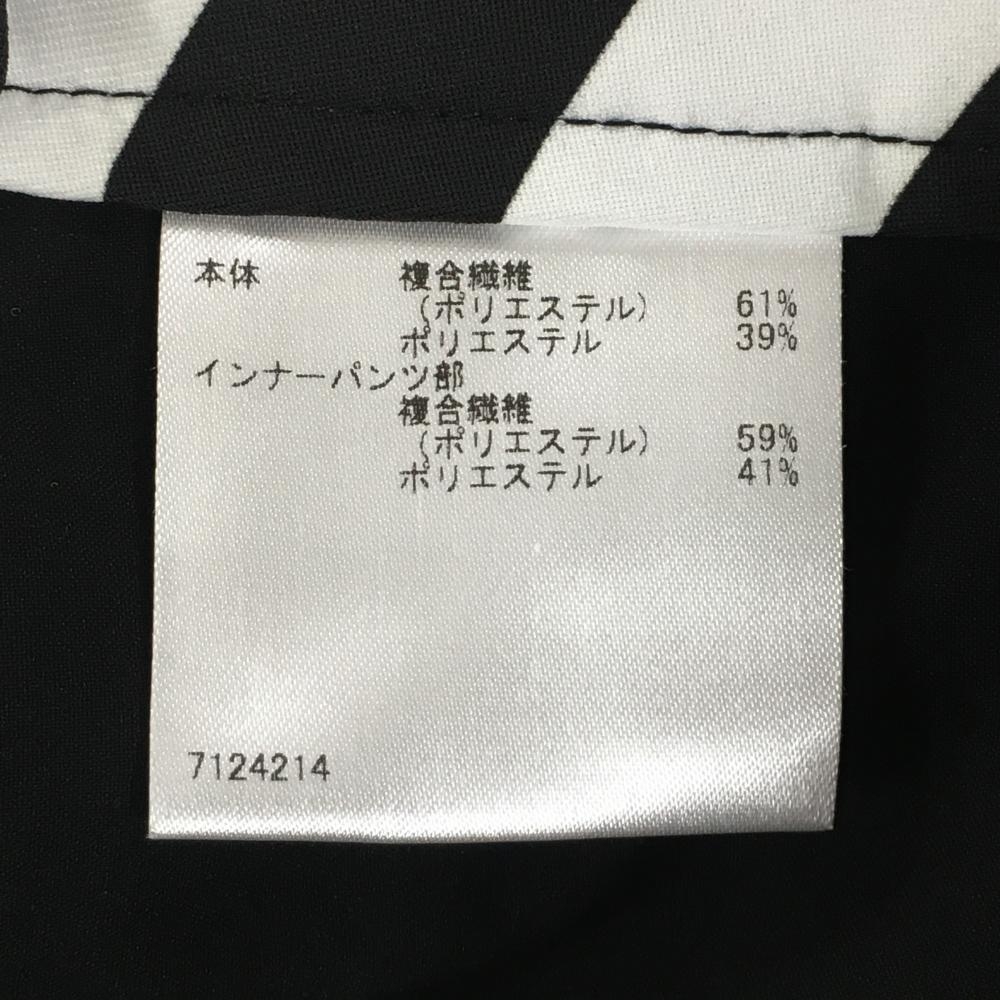 本体 複合繊維
(ポリエステル) 61%
ポリエステル 39%
インナーパンツ部
複合繊維
(ポリエステル) 59%
ポリエステル 41%
7124214